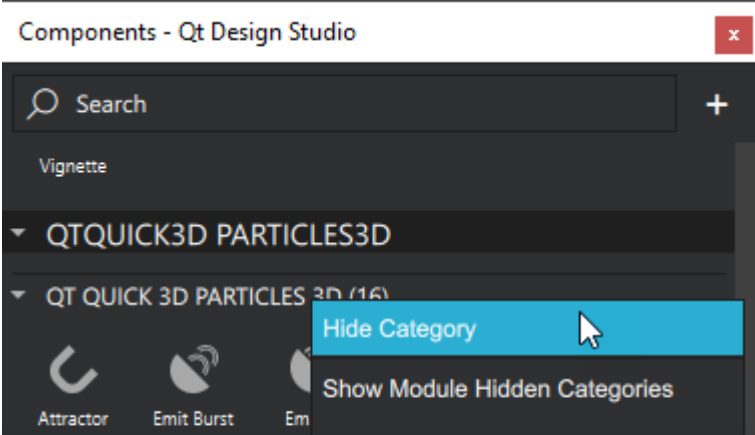 Components - Qt Design Studio
x
Search
+
Vignette
QTQUICK3D PARTICLES3D
QT QUICK 3D PARTICLES 3D (16)
Hide Category
Show Module Hidden Categories
Attractor
Emit Burst
Em